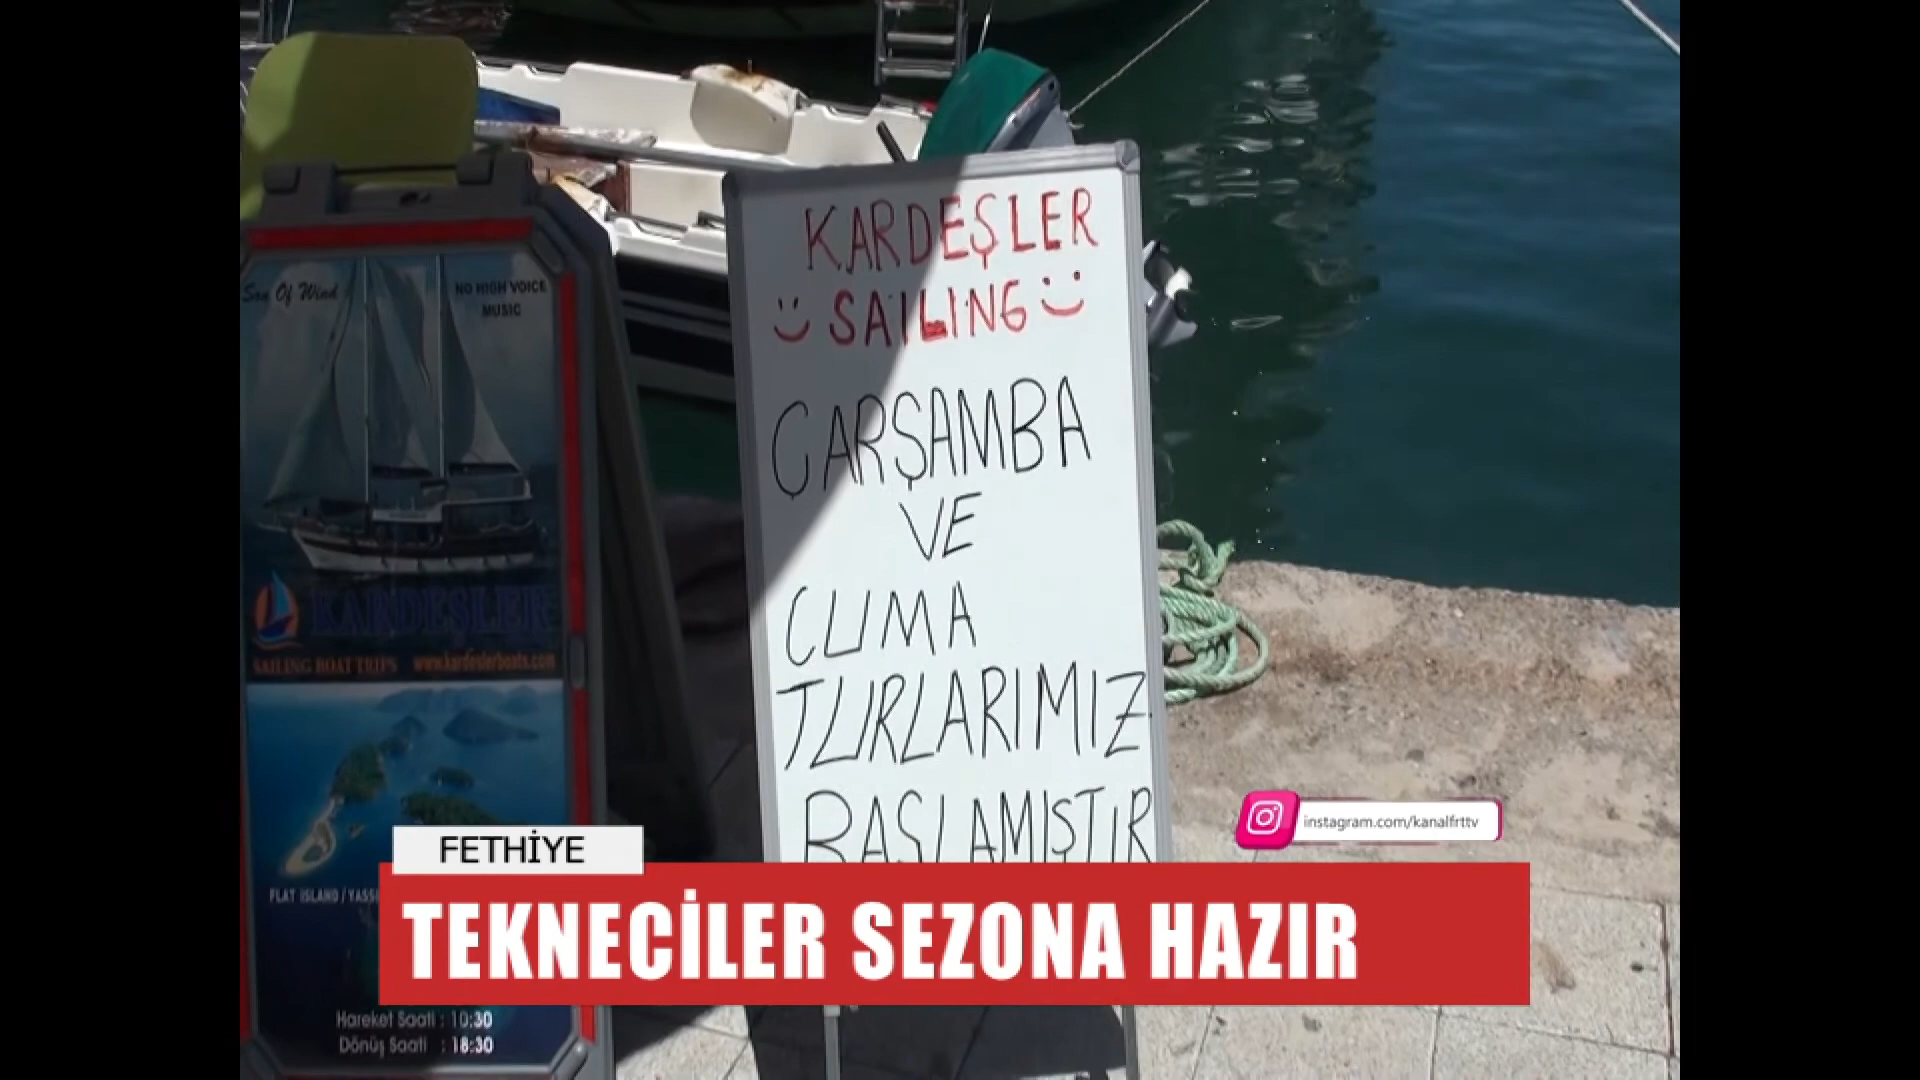 KARDEŞLER
SAILING
ÇARŞAMBA
VE
CUMA
TURLARIMIZ
BAŞLAMIŞTIR
Son Of Wind
NO HIGH VOICE
MUSIC
KARDEŞLER
SAILING BOAT TRIPS www.kardeslerboats.com
FLAT ISLAND / YASSI
Hareket Saati : 10:30
Dönüş Saati : 18:30
instagram.com/kanalfrttv
FETHİYE
TEKNECİLER SEZONA HAZIR